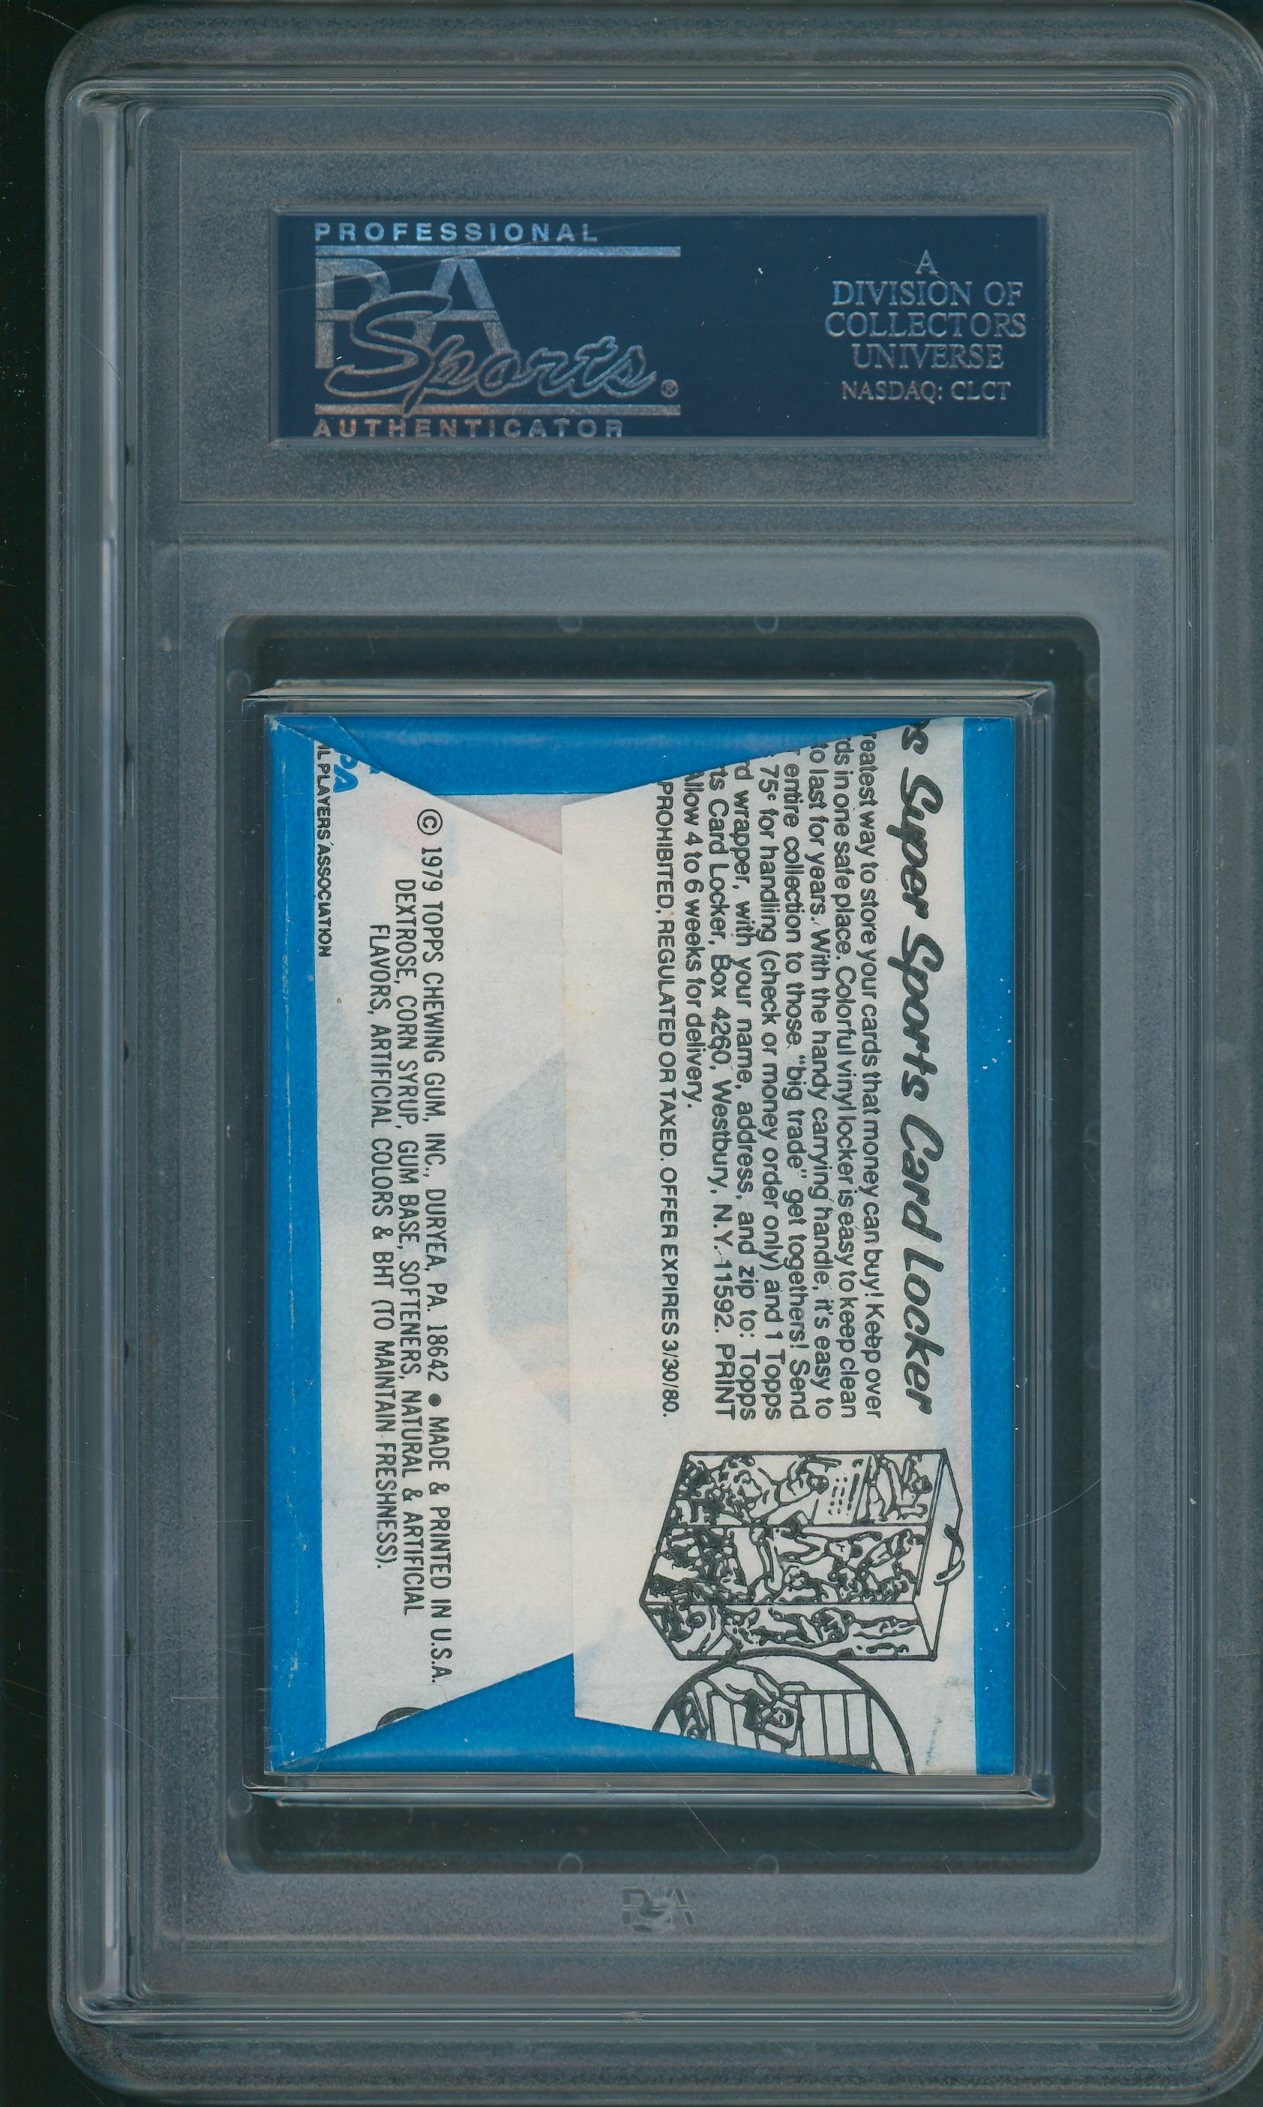 PROFESSIONAL
PSA
Sports®
AUTHENTICATOR
A
DIVISION OF
COLLECTORS
UNIVERSE
NASDAQ: CLCT
Super Sports Card Locker
way to store your cards that money can buy! Keep over
in one safe place. Colorful vinyl locker is easy to keep clean
to last for years. With the handy carrying handle, it's easy to
entire collection to those "big trade" get togethers! Send
75¢ for handling (check or money order only) and 1 Topps
wrapper, with your name, address, and zip to: Topps
Card Locker, Box 4260, Westbury, N.Y. 11592. PRINT
Allow 4 to 6 weeks for delivery.
PROHIBITED, REGULATED OR TAXED. OFFER EXPIRES 3/30/80.
© 1979 TOPPS CHEWING GUM, INC., DURYEA, PA. 18642 • MADE & PRINTED IN U.S.A.
DEXTROSE, CORN SYRUP, GUM BASE, SOFTENERS, NATURAL & ARTIFICIAL
FLAVORS, ARTIFICIAL COLORS & BHT (TO MAINTAIN FRESHNESS).
PA
PLAYERS ASSOCIATION
PSA